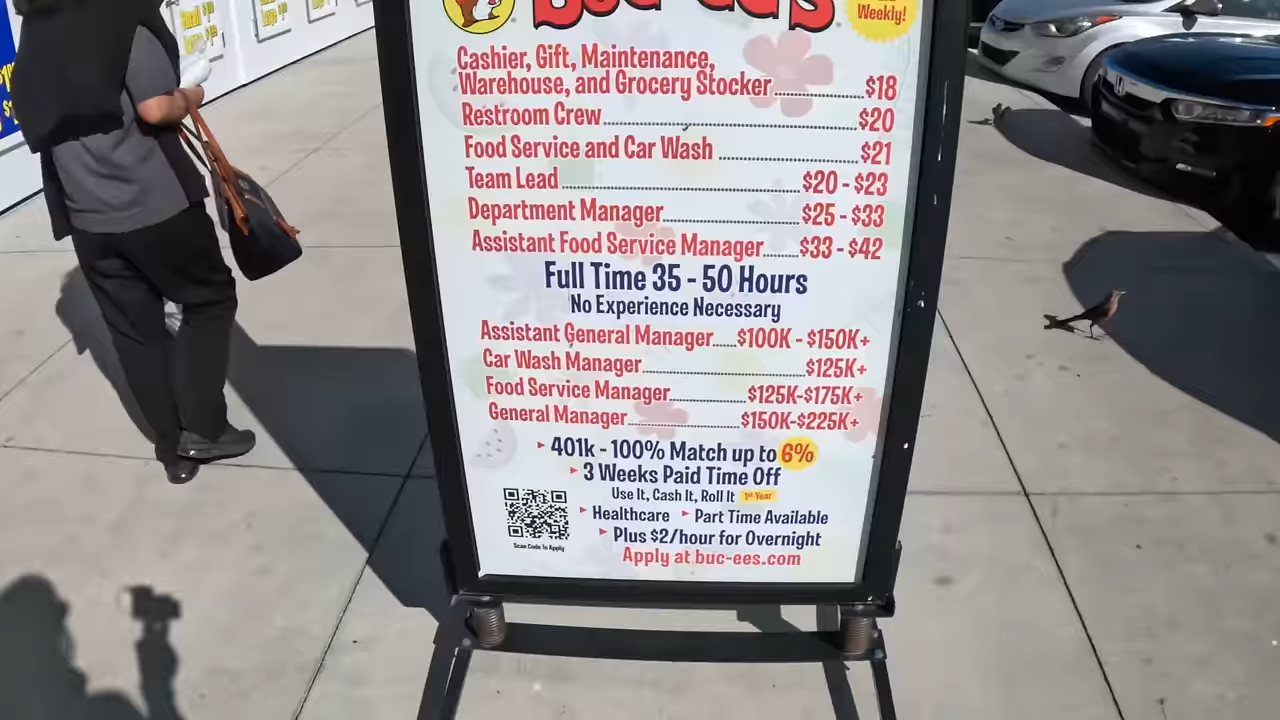 Buc-ee's
Weekly!
Cashier, Gift, Maintenance,
Warehouse, and Grocery Stocker........................$18
Restroom Crew................................................................$20
Food Service and Car Wash ....................................$21
Team Lead ............................................................$20 - $23
Department Manager..................................$25 - $33
Assistant Food Service Manager.........$33 - $42
Full Time 35 - 50 Hours
No Experience Necessary
Assistant General Manager......$100K - $150K+
Car Wash Manager..........................................$125K+
Food Service Manager....................$125K-$175K+
General Manager.............................$150K-$225K+
401k - 100% Match up to 6%
3 Weeks Paid Time Off
Use It, Cash It, Roll It 1st Year
Healthcare Part Time Available
Plus $2/hour for Overnight
Scan Code To Apply
Apply at buc-ees.com